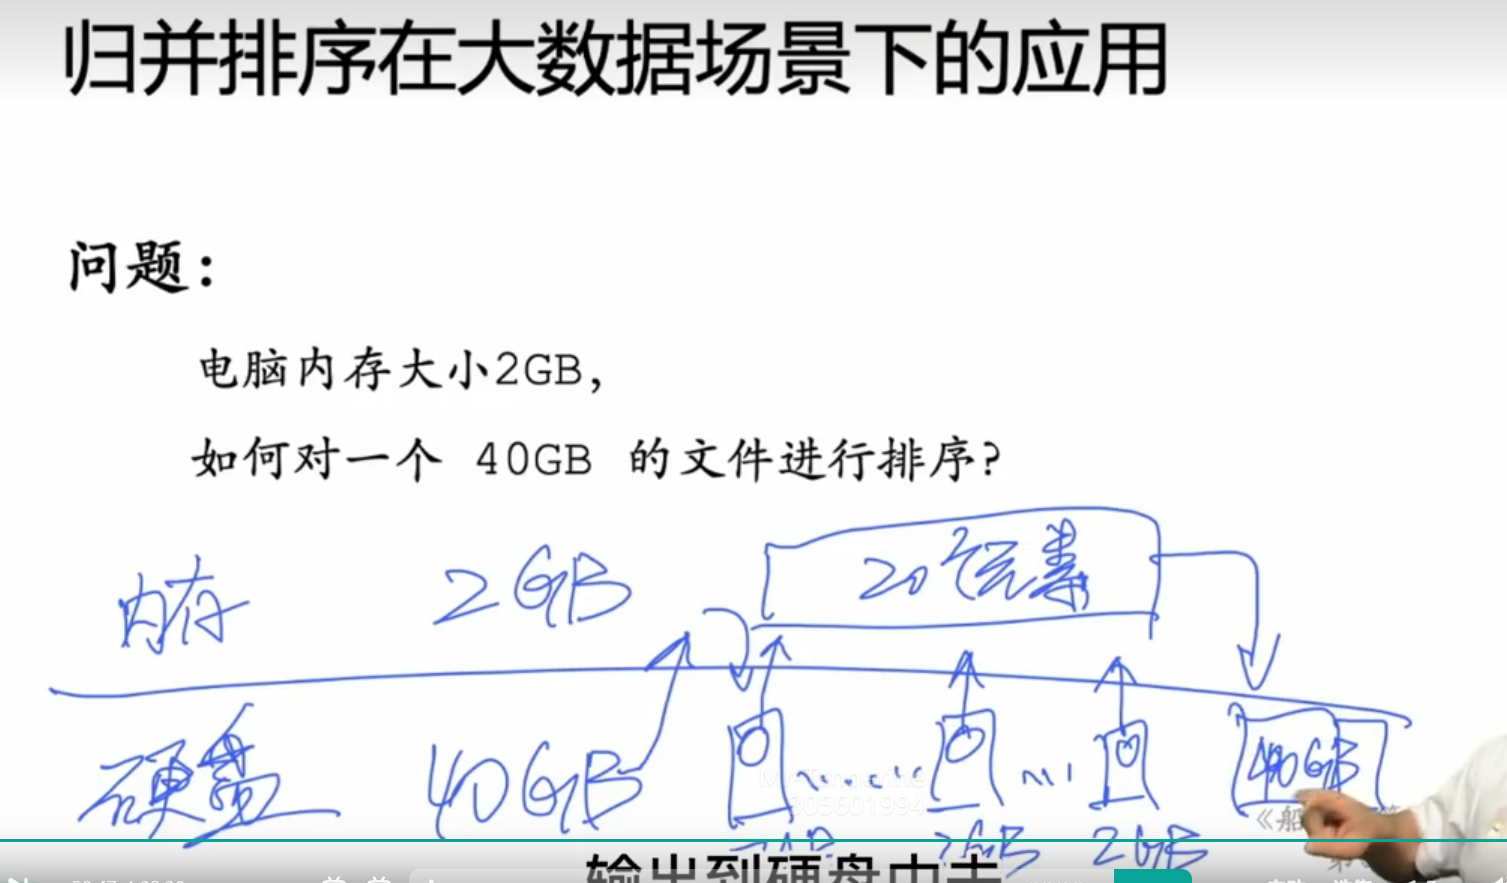 归并排序在大数据场景下的应用
问题：
电脑内存大小2GB，
如何对一个 40GB 的文件进行排序？
内存 2GB 20个元素
硬盘 40GB 40GB
305601994
《船
2GB 2GB
输出到硬盘中去